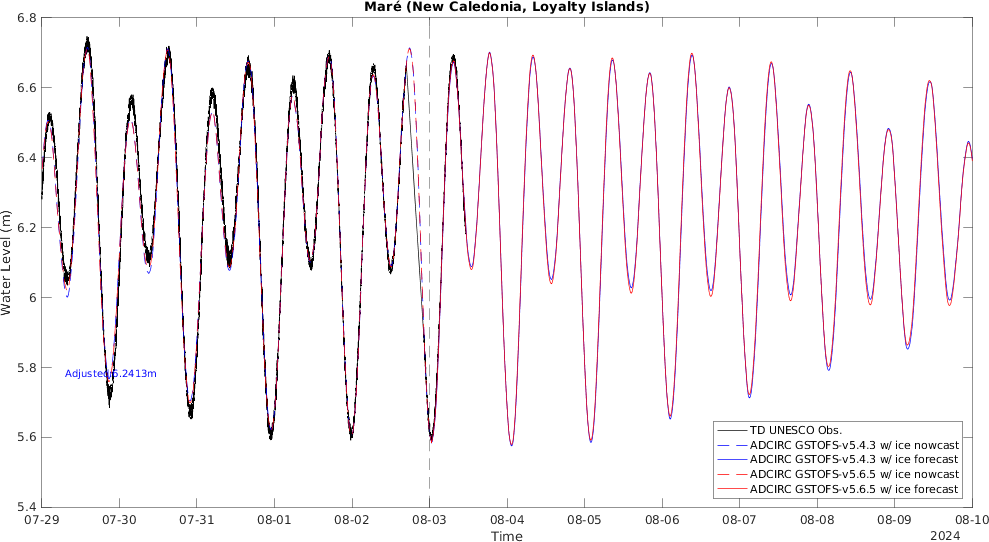 Maré (New Caledonia, Loyalty Islands)
6.8
6.6
6.4
6.2
6
5.8
5.6
5.4
Water Level (m)
Adjusted 6.2413m
TD UNESCO Obs.
ADCIRC GSTOFS-v5.4.3 w/ ice nowcast
ADCIRC GSTOFS-v5.4.3 w/ ice forecast
ADCIRC GSTOFS-v5.6.5 w/ ice nowcast
ADCIRC GSTOFS-v5.6.5 w/ ice forecast
07-29 07-30 07-31 08-01 08-02 08-03 08-04 08-05 08-06 08-07 08-08 08-09 08-10
Time
2024